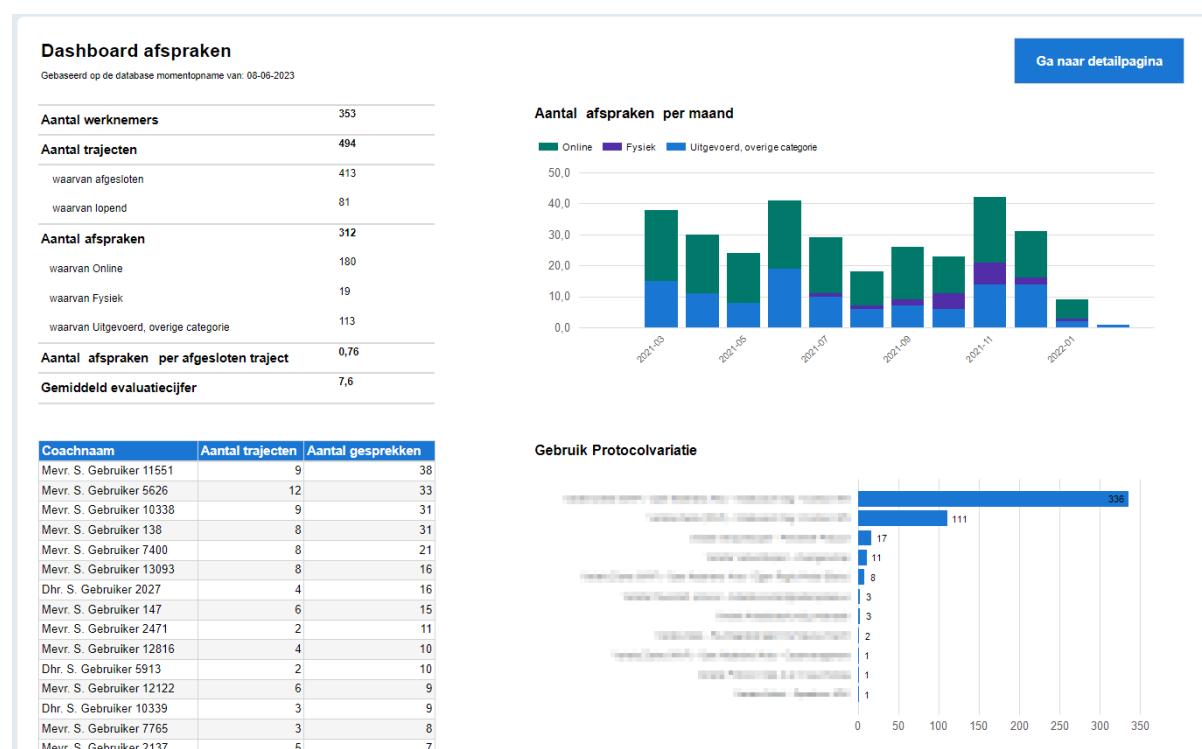 Dashboard afspraken
Gebaseerd op de database momentopname van: 08-06-2023
Ga naar detailpagina
Aantal werknemers 353
Aantal trajecten 494
waarvan afgesloten 413
waarvan lopend 81
Aantal afspraken 312
waarvan Online 180
waarvan Fysiek 19
waarvan Uitgevoerd, overige categorie 113
Aantal afspraken per afgesloten traject 0,76
Gemiddeld evaluatiecijfer 7,6
Aantal afspraken per maand
Online Fysiek Uitgevoerd, overige categorie
50,0
40,0
30,0
20,0
10,0
0,0
2021-03 2021-05 2021-07 2021-09 2021-11 2022-01
Coachnaam Aantal trajecten Aantal gesprekken
Mevr. S. Gebruiker 11551 9 38
Mevr. S. Gebruiker 5626 12 33
Mevr. S. Gebruiker 10338 9 31
Mevr. S. Gebruiker 138 8 31
Mevr. S. Gebruiker 7400 8 21
Mevr. S. Gebruiker 13093 8 16
Dhr. S. Gebruiker 2027 4 16
Mevr. S. Gebruiker 147 6 15
Mevr. S. Gebruiker 2471 2 11
Mevr. S. Gebruiker 12816 4 10
Dhr. S. Gebruiker 5913 2 10
Mevr. S. Gebruiker 12122 6 9
Dhr. S. Gebruiker 10339 3 9
Mevr. S. Gebruiker 7765 3 8
Mevr. S. Gebruiker 2137 5 7
Gebruik Protocolvariatie
336
111
17
11
8
3
3
2
1
1
1
0 50 100 150 200 250 300 350